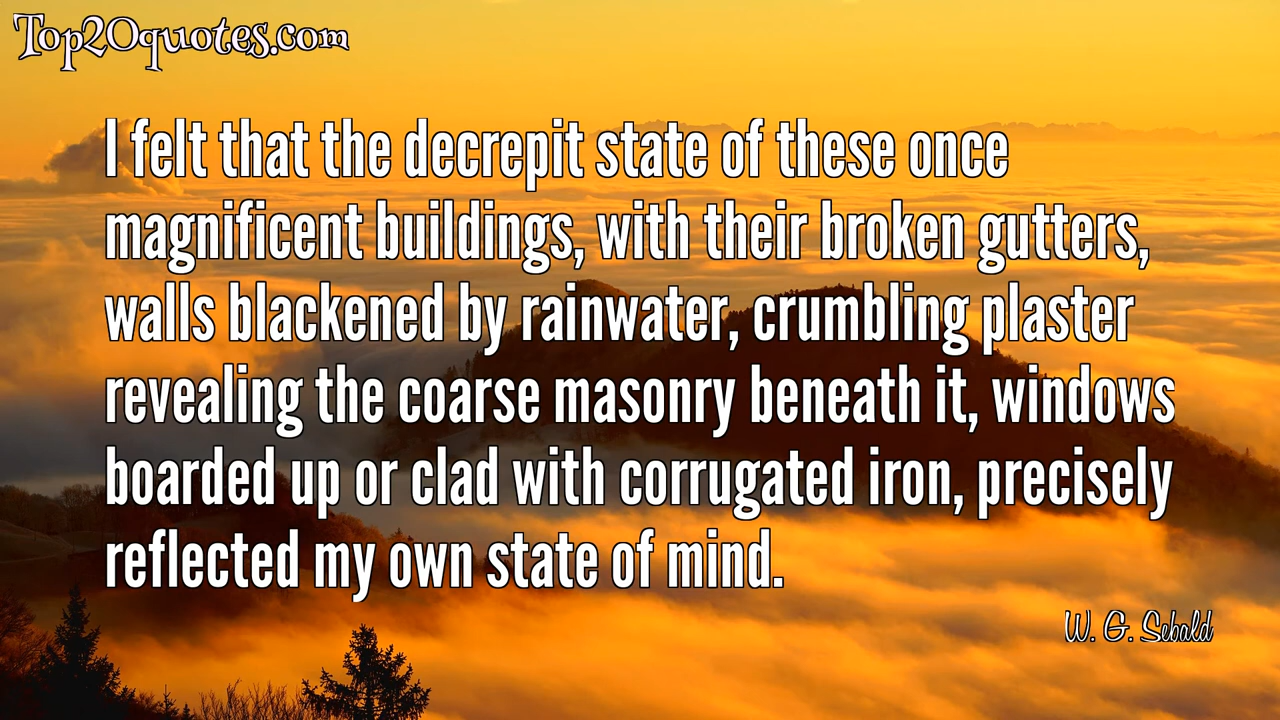 Top20quotes.com
I felt that the decrepit state of these once
magnificent buildings, with their broken gutters,
walls blackened by rainwater, crumbling plaster
revealing the coarse masonry beneath it, windows
boarded up or clad with corrugated iron, precisely
reflected my own state of mind.
W. G. Sebald